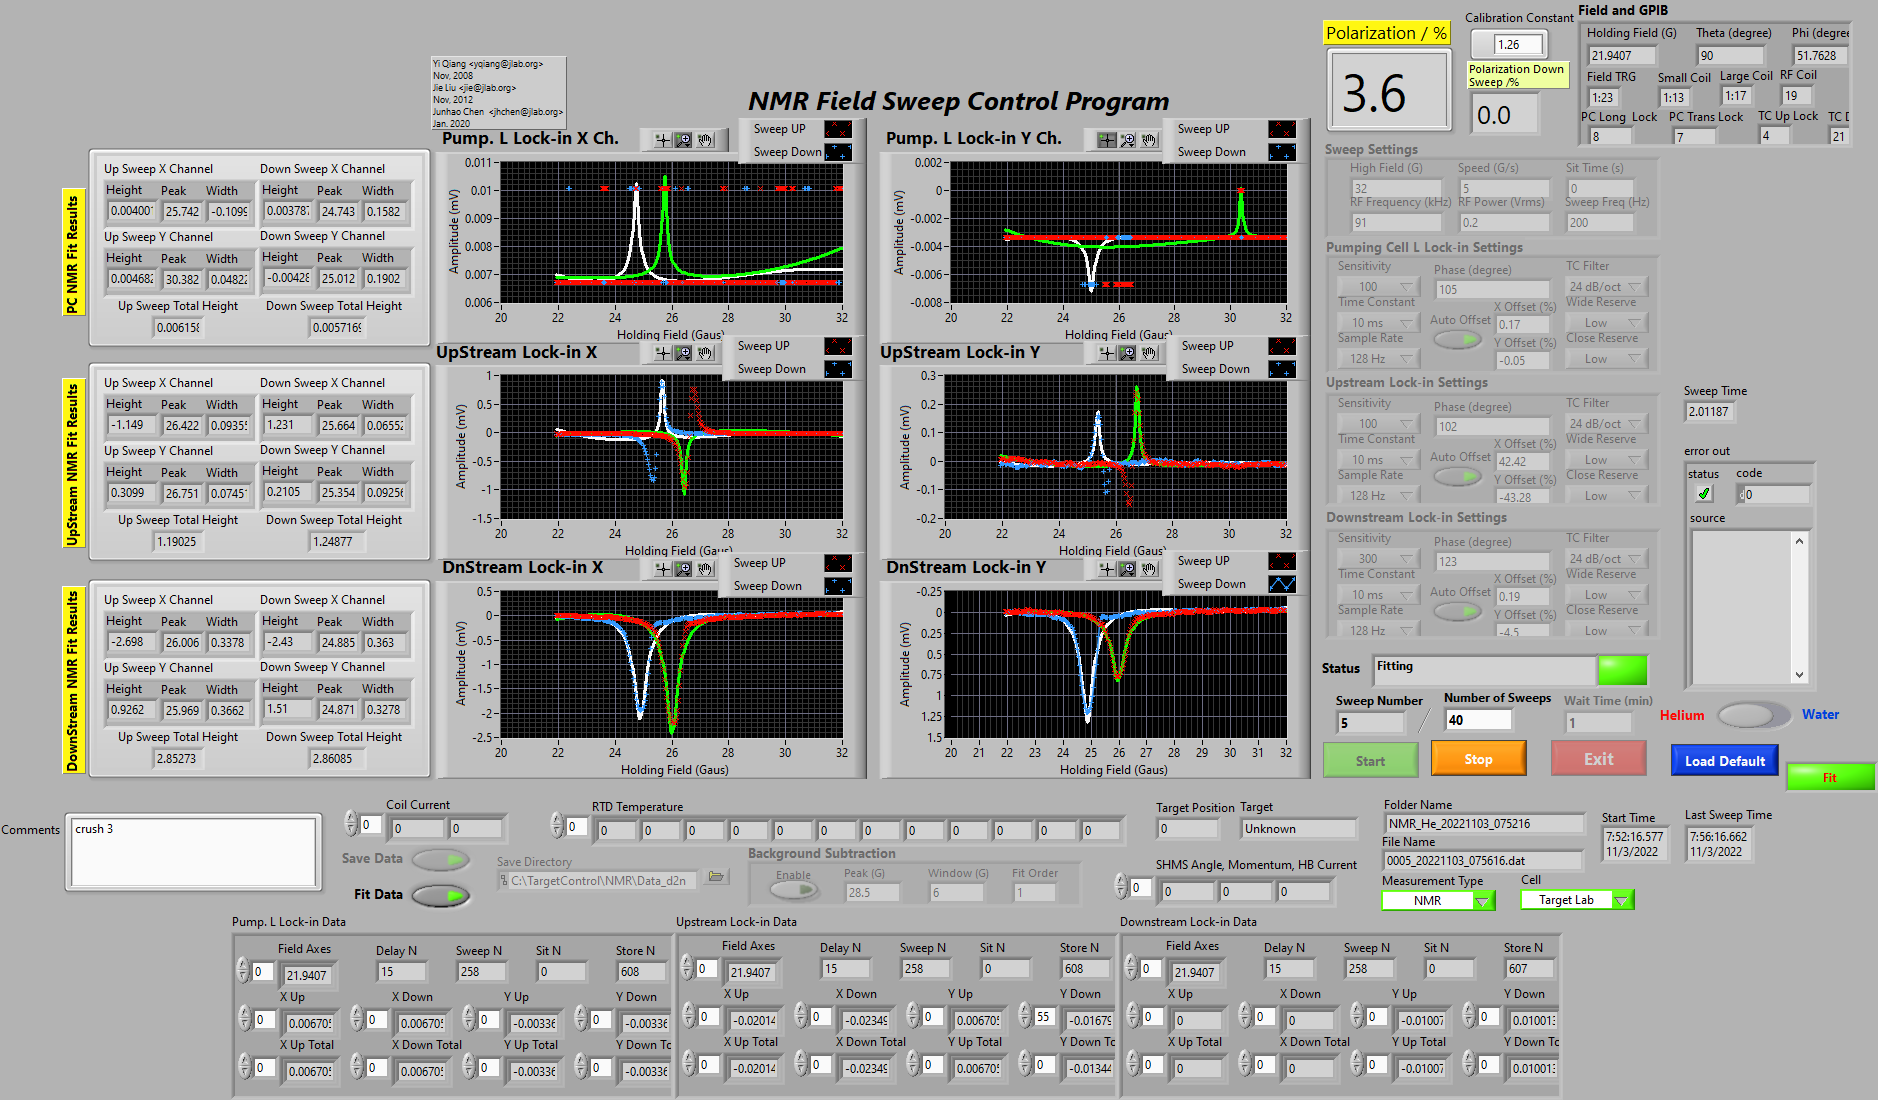 Yi Qiang <yqiang@jlab.org>
Nov, 2008
Jie Liu <jie@jlab.org>
Nov, 2012
Junhao Chen <jhchen@jlab.org>
Jan. 2020
NMR Field Sweep Control Program
Polarization / %
3.6
Calibration Constant
1.26
Polarization Down Sweep /%
0.0
Field and GPIB
Holding Field (G) Theta (degree) Phi (degree
21.9407 90 51.7628
Field TRG Small Coil Large Coil RF Coil
1:23 1:13 1:17 19
PC Long Lock PC Trans Lock TC Up Lock TC D
8 7 4 21
PC NMR Fit Results
Up Sweep X Channel Down Sweep X Channel
Height Peak Width Height Peak Width
0.004001 25.742 -0.1099 0.003787 24.743 0.1582
Up Sweep Y Channel Down Sweep Y Channel
Height Peak Width Height Peak Width
0.004682 30.382 0.04822 -0.00428 25.012 0.1902
Up Sweep Total Height Down Sweep Total Height
0.006158 0.0057169
Pump. L Lock-in X Ch.
Sweep UP
Sweep Down
Amplitude (mV)
0.011
0.01
0.009
0.008
0.007
0.006
20 22 24 26 28 30 32
Holding Field (Gaus)
Pump. L Lock-in Y Ch.
Sweep UP
Sweep Down
Amplitude (mV)
0.002
0
-0.002
-0.004
-0.006
-0.008
20 22 24 26 28 30 32
Holding Field (Gaus)
UpStream NMR Fit Results
Up Sweep X Channel Down Sweep X Channel
Height Peak Width Height Peak Width
-1.149 26.422 0.09355 1.231 25.664 0.06552
Up Sweep Y Channel Down Sweep Y Channel
Height Peak Width Height Peak Width
0.3099 26.751 0.07451 0.2105 25.354 0.09256
Up Sweep Total Height Down Sweep Total Height
1.19025 1.24877
UpStream Lock-in X
Sweep UP
Sweep Down
Amplitude (mV)
1
0.5
0
-0.5
-1
-1.5
20 22 24 26 28 30 32
Holding Field (Gaus)
UpStream Lock-in Y
Sweep UP
Sweep Down
Amplitude (mV)
0.3
0.2
0.1
0
-0.1
-0.2
20 22 24 26 28 30 32
Holding Field (Gaus)
DownStream NMR Fit Results
Up Sweep X Channel Down Sweep X Channel
Height Peak Width Height Peak Width
-2.698 26.006 0.3378 -2.43 24.885 0.363
Up Sweep Y Channel Down Sweep Y Channel
Height Peak Width Height Peak Width
0.9262 25.969 0.3662 1.51 24.871 0.3278
Up Sweep Total Height Down Sweep Total Height
2.85273 2.86085
DnStream Lock-in X
Sweep UP
Sweep Down
Amplitude (mV)
0.5
0
-0.5
-1
-1.5
-2
-2.5
20 22 24 26 28 30 32
Holding Field (Gaus)
DnStream Lock-in Y
Sweep UP
Sweep Down
Amplitude (mV)
-0.25
0
0.25
0.5
0.75
1
1.25
1.5
20 21 22 23 24 25 26 27 28 29 30 31 32
Holding Field (Gaus)
Sweep Settings
High Field (G) Speed (G/s) Sit Time (s)
32 5 0
RF Frequency (kHz) RF Power (Vrms) Sweep Freq (Hz)
91 0.2 200
Pumping Cell L Lock-in Settings
Sensitivity Phase (degree) TC Filter
100 105 24 dB/oct
Time Constant X Offset (%) Wide Reserve
10 ms Auto Offset 0.17 Low
Sample Rate Y Offset (%) Close Reserve
128 Hz -0.05 Low
Upstream Lock-in Settings
Sensitivity Phase (degree) TC Filter
100 102 24 dB/oct
Time Constant X Offset (%) Wide Reserve
10 ms Auto Offset 42.42 Low
Sample Rate Y Offset (%) Close Reserve
128 Hz -43.28 Low
Downstream Lock-in Settings
Sensitivity Phase (degree) TC Filter
300 123 24 dB/oct
Time Constant X Offset (%) Wide Reserve
10 ms Auto Offset 0.19 Low
Sample Rate Y Offset (%) Close Reserve
128 Hz -4.5 Low
Sweep Time
2.01187
error out
status code
0
source
Status Fitting
Sweep Number Number of Sweeps Wait Time (min)
5 / 40 1
Helium Water
Start Stop Exit Load Default Fit
Comments
crush 3
Coil Current
0 0 0
Save Data
Fit Data
RTD Temperature
0 0 0 0 0 0 0 0 0 0 0 0 0
Save Directory
C:\TargetControl\NMR\Data_d2n
Background Subtraction
Enable Peak (G) Window (G) Fit Order
28.5 6 1
Target Position Target
0 Unknown
SHMS Angle, Momentum, HB Current
0 0 0 0
Folder Name
NMR_He_20221103_075216
File Name
0005_20221103_075616.dat
Measurement Type Cell
NMR Target Lab
Start Time
7:52:16.577
11/3/2022
Last Sweep Time
7:56:16.662
11/3/2022
Pump. L Lock-in Data
Field Axes Delay N Sweep N Sit N Store N
0 21.9407 15 258 0 608
X Up X Down Y Up Y Down
0 0.006705 0 0.006705 0 -0.00336 0 -0.00336
X Up Total X Down Total Y Up Total Y Down To
0 0.006705 0 0.006705 0 -0.00336 0 -0.00336
Upstream Lock-in Data
Field Axes Delay N Sweep N Sit N Store N
0 21.9407 15 258 0 608
X Up X Down Y Up Y Down
0 -0.02014 0 -0.02349 0 0.006705 55 -0.01679
X Up Total X Down Total Y Up Total Y Down To
0 -0.02014 0 -0.02349 0 0.006705 0 -0.01344
Downstream Lock-in Data
Field Axes Delay N Sweep N Sit N Store N
0 21.9407 15 258 0 607
X Up X Down Y Up Y Down
0 0 0 0 0 -0.01007 0 0.010013
X Up Total X Down Total Y Up Total Y Down To
0 0 0 0 0 -0.01007 0 0.010013